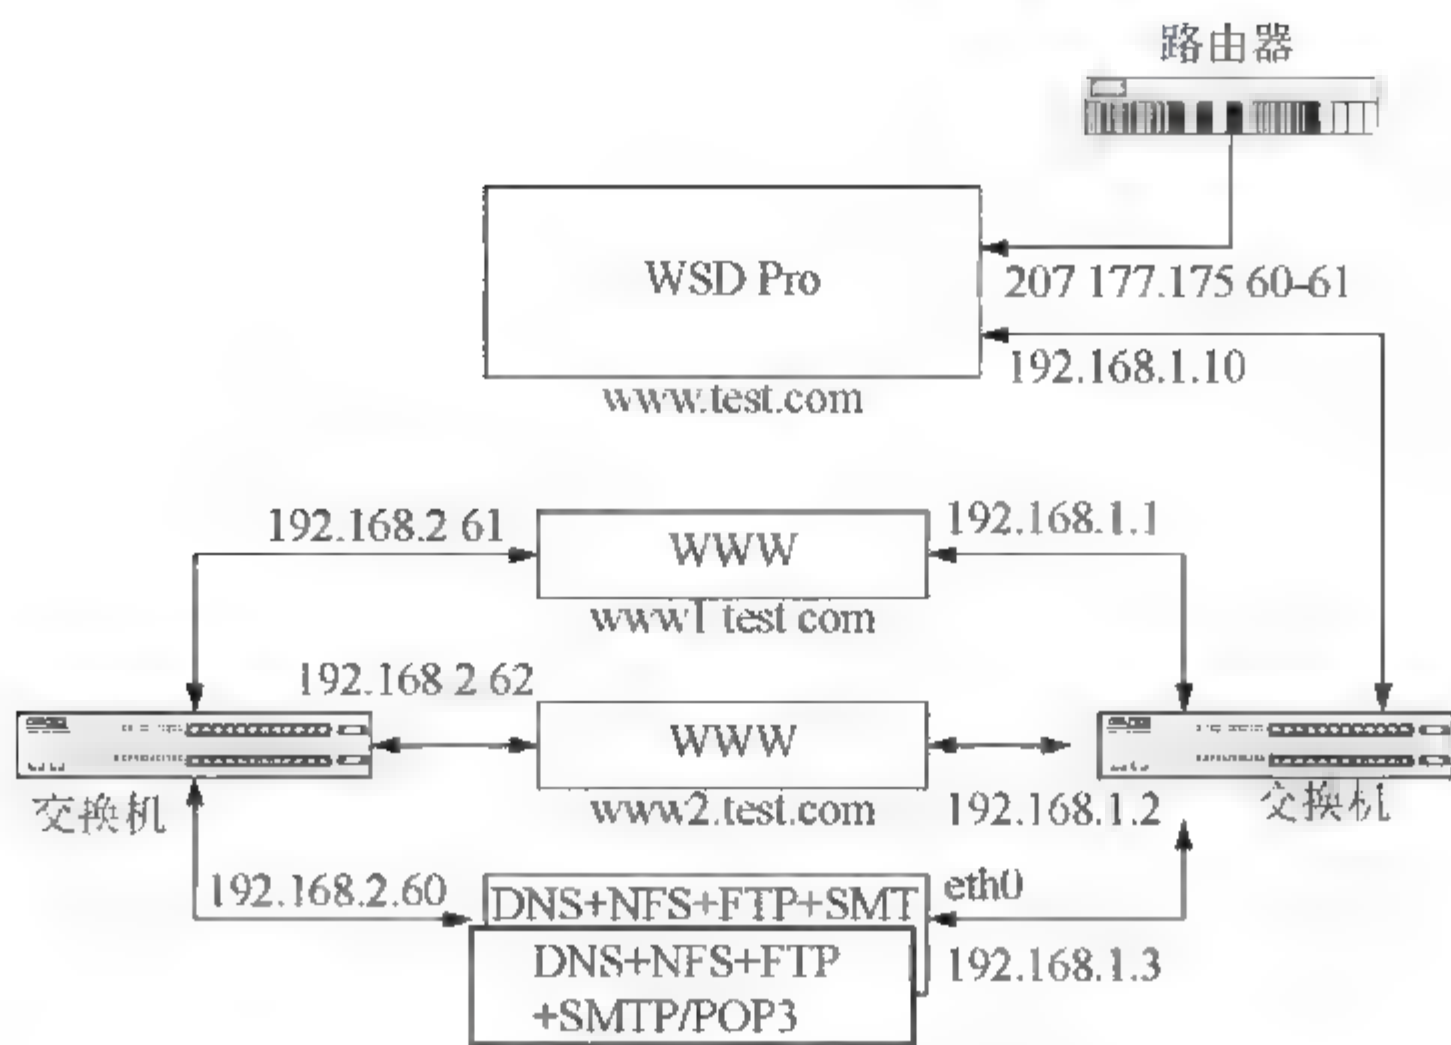 路由器
WSD Pro
207 177.175 60-61
192.168.1.10
www.test.com
192.168.2 61
WWW
192.168.1.1
www1 test com
192.168 2 62
WWW
交换机
www2.test.com
192.168.1.2
交换机
192.168.2.60
DNS+NFS+FTP+SMT
eth0
DNS+NFS+FTP
+SMTP/POP3
192.168.1.3